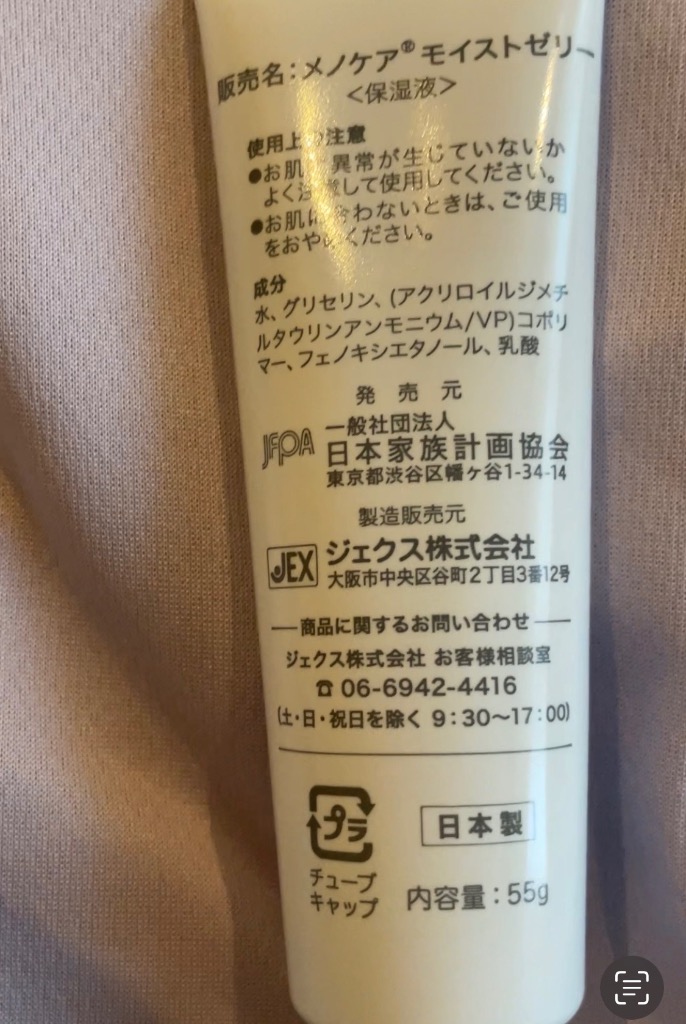 販売名：メノケア®モイストゼリー
＜保湿液＞
使用上の注意
●お肌に異常が生じていないか
よく注意して使用してください。
●お肌に合わないときは、ご使用
をおやめください。
成分
水、グリセリン、(アクリロイルジメチ
ルタウリンアンモニウム/VP)コポリ
マー、フェノキシエタノール、乳酸
発売元
JFPA 一般社団法人
日本家族計画協会
東京都渋谷区幡ヶ谷1-34-14
製造販売元
JEX ジェクス株式会社
大阪市中央区谷町2丁目3番12号
商品に関するお問い合わせ
ジェクス株式会社 お客様相談室
☎ 06-6942-4416
(土・日・祝日を除く 9：30〜17：00)
プラ
チューブ
キャップ
日本製
内容量：55g